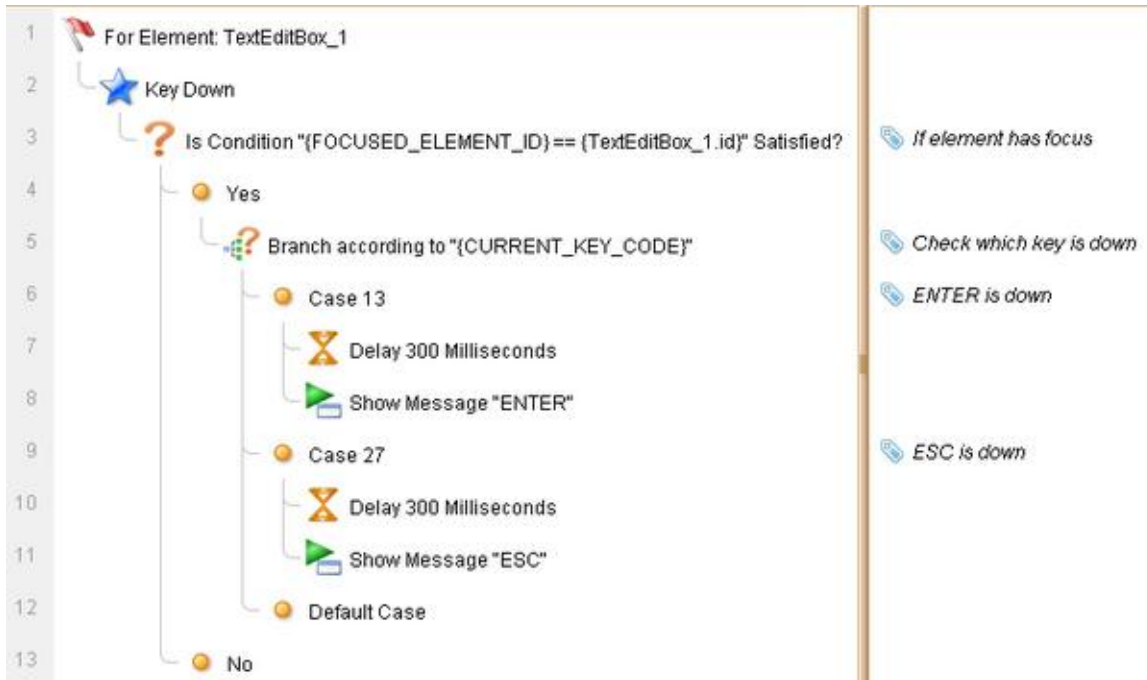 1 For Element: TextEditBox_1
2 Key Down
3 Is Condition "{FOCUSED_ELEMENT_ID} == {TextEditBox_1.id}" Satisfied? If element has focus
4 Yes
5 Branch according to "{CURRENT_KEY_CODE}" Check which key is down
6 Case 13 ENTER is down
7 Delay 300 Milliseconds
8 Show Message "ENTER"
9 Case 27 ESC is down
10 Delay 300 Milliseconds
11 Show Message "ESC"
12 Default Case
13 No